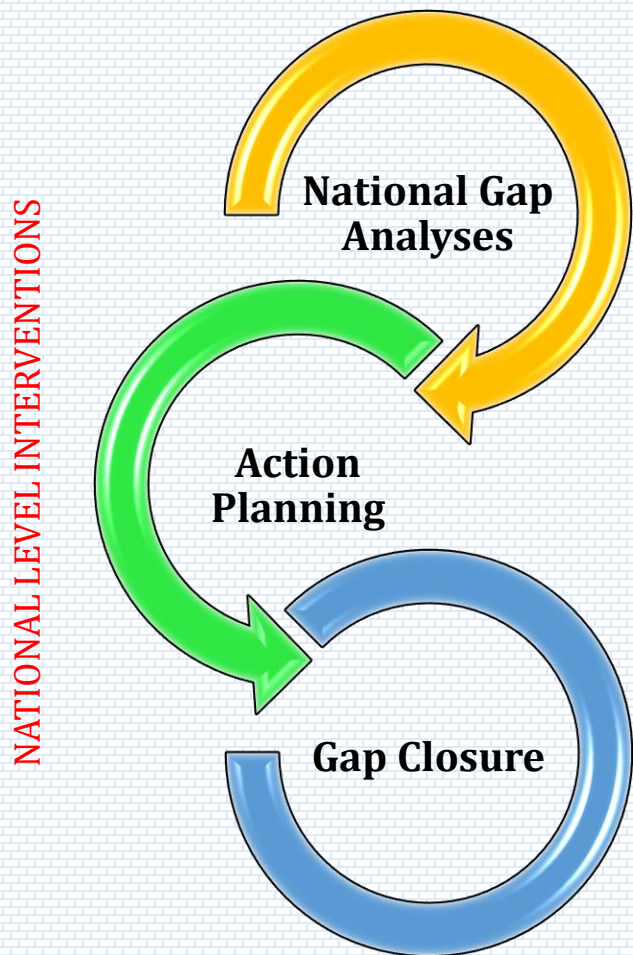 NATIONAL LEVEL INTERVENTIONS
National Gap
Analyses
Action
Planning
Gap Closure